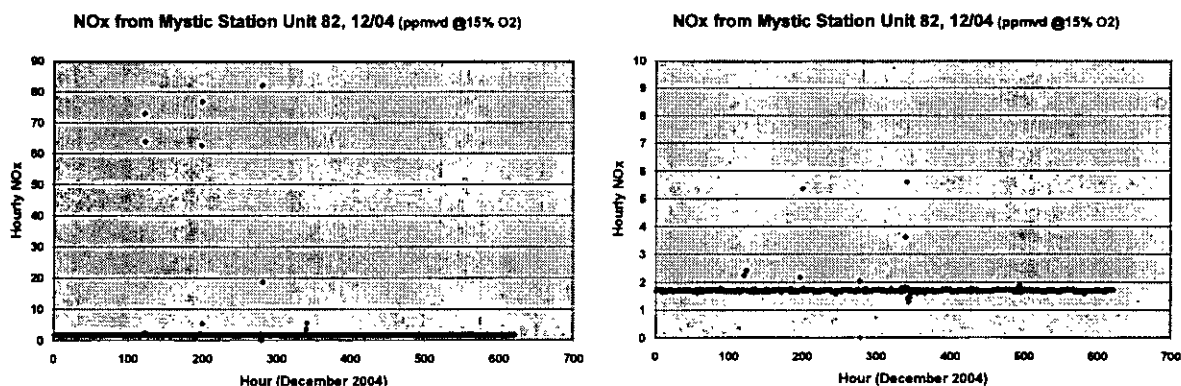 NOx from Mystic Station Unit 82, 12/04 (ppmvd @15% O2)
90
80
70
60
50
40
30
20
10
0
Hourly NOx
0 100 200 300 400 500 600 700
Hour (December 2004)
NOx from Mystic Station Unit 82, 12/04 (ppmvd @15% O2)
10
9
8
7
6
5
4
3
2
1
0
Hourly NOx
0 100 200 300 400 500 600 700
Hour (December 2004)